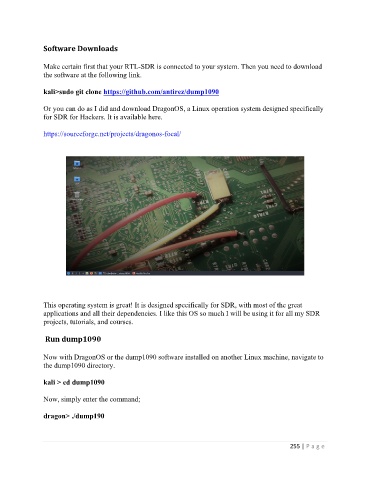 Software Downloads
Make certain first that your RTL-SDR is connected to your system. Then you need to download
the software at the following link.
kali>sudo git clone https://github.com/antirez/dump1090
Or you can do as I did and download DragonOS, a Linux operation system designed specifically
for SDR for Hackers. It is available here.
https://sourceforge.net/projects/dragonos-focal/
This operating system is great! It is designed specifically for SDR, with most of the great
applications and all their dependencies. I like this OS so much I will be using it for all my SDR
projects, tutorials, and courses.
Run dump1090
Now with DragonOS or the dump1090 software installed on another Linux machine, navigate to
the dump1090 directory.
kali > cd dump1090
Now, simply enter the command;
dragon> ./dump190
255 | Page